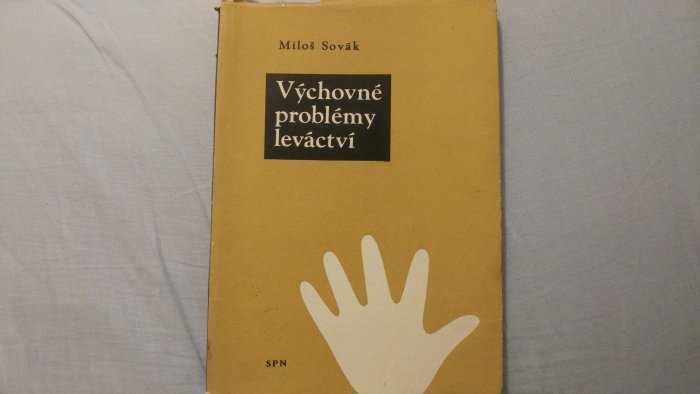 Miloš Sovák
Výchovné
problémy
leváctví
SPN